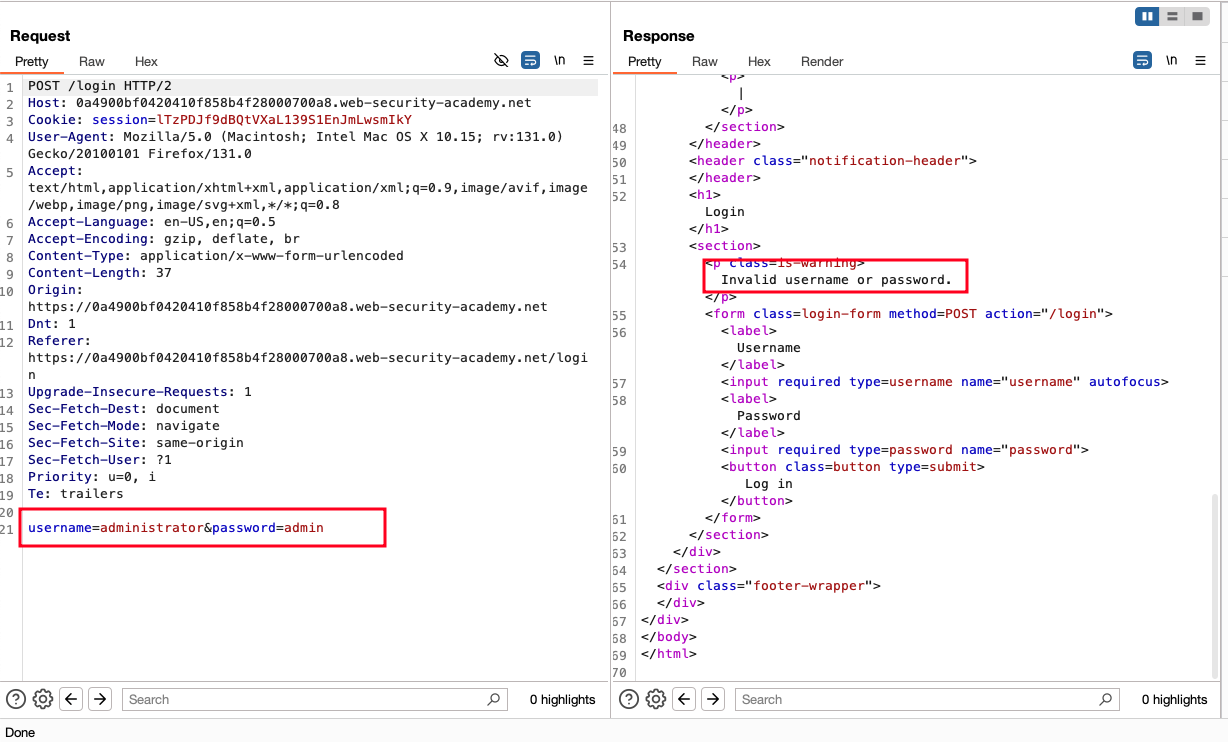 Request
Pretty Raw Hex \n
1 POST /login HTTP/2
2 Host: 0a4900bf0420410f858b4f28000700a8.web-security-academy.net
3 Cookie: session=lTzPDJf9dBQtVXaL139S1EnJmLwsmIkY
4 User-Agent: Mozilla/5.0 (Macintosh; Intel Mac OS X 10.15; rv:131.0)
Gecko/20100101 Firefox/131.0
5 Accept:
text/html,application/xhtml+xml,application/xml;q=0.9,image/avif,image
/webp,image/png,image/svg+xml,*/*;q=0.8
6 Accept-Language: en-US,en;q=0.5
7 Accept-Encoding: gzip, deflate, br
8 Content-Type: application/x-www-form-urlencoded
9 Content-Length: 37
10 Origin:
https://0a4900bf0420410f858b4f28000700a8.web-security-academy.net
11 Dnt: 1
12 Referer:
https://0a4900bf0420410f858b4f28000700a8.web-security-academy.net/logi
n
13 Upgrade-Insecure-Requests: 1
14 Sec-Fetch-Dest: document
15 Sec-Fetch-Mode: navigate
16 Sec-Fetch-Site: same-origin
17 Sec-Fetch-User: ?1
18 Priority: u=0, i
19 Te: trailers
20
21 username=administrator&password=admin
Search 0 highlights
Response
Pretty Raw Hex Render \n
<p>
|
</p>
48 </section>
49 </header>
50 <header class="notification-header">
51 </header>
52 <h1>
Login
</h1>
53 <section>
54 <p class=is-warning>
Invalid username or password.
</p>
55 <form class=login-form method=POST action="/login">
56 <label>
Username
</label>
57 <input required type=username name="username" autofocus>
58 <label>
Password
</label>
59 <input required type=password name="password">
60 <button class=button type=submit>
Log in
</button>
61 </form>
62 </section>
63 </div>
64 </section>
65 <div class="footer-wrapper">
66 </div>
67 </div>
68 </body>
69 </html>
70
Search 0 highlights
Done